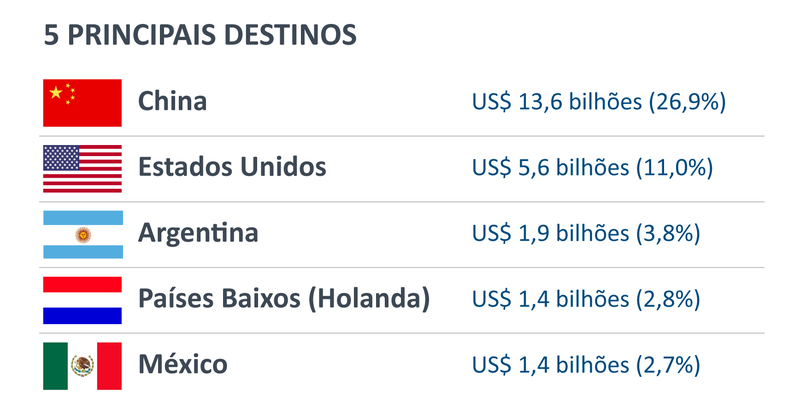 5 PRINCIPAIS DESTINOS
China US$ 13,6 bilhões (26,9%)
Estados Unidos US$ 5,6 bilhões (11,0%)
Argentina US$ 1,9 bilhões (3,8%)
Países Baixos (Holanda) US$ 1,4 bilhões (2,8%)
México US$ 1,4 bilhões (2,7%)